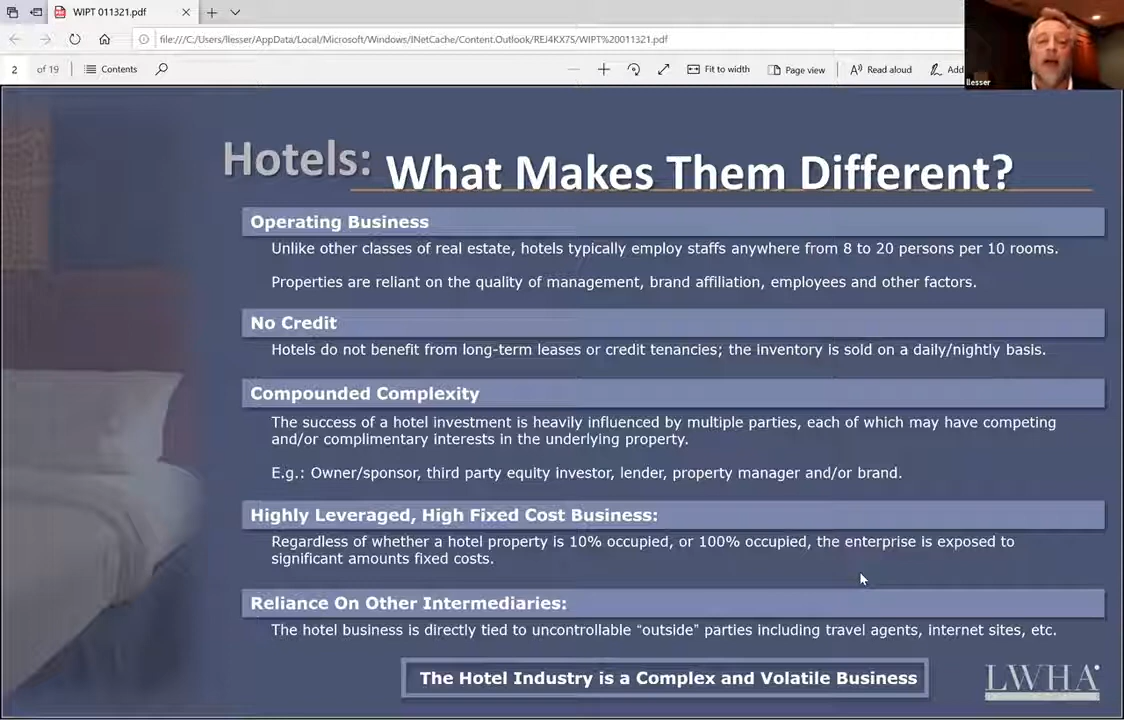 WIPT 011321.pdf
file:///C:/Users/llesser/AppData/Local/Microsoft/Windows/INetCache/Content.Outlook/REJ4KX7S/WIPT%20011321.pdf
2 of 19 Contents Fit to width Page view Read aloud Add
llesser
Hotels: What Makes Them Different?
Operating Business
Unlike other classes of real estate, hotels typically employ staffs anywhere from 8 to 20 persons per 10 rooms.
Properties are reliant on the quality of management, brand affiliation, employees and other factors.
No Credit
Hotels do not benefit from long-term leases or credit tenancies; the inventory is sold on a daily/nightly basis.
Compounded Complexity
The success of a hotel investment is heavily influenced by multiple parties, each of which may have competing
and/or complimentary interests in the underlying property.
E.g.: Owner/sponsor, third party equity investor, lender, property manager and/or brand.
Highly Leveraged, High Fixed Cost Business:
Regardless of whether a hotel property is 10% occupied, or 100% occupied, the enterprise is exposed to
significant amounts fixed costs.
Reliance On Other Intermediaries:
The hotel business is directly tied to uncontrollable “outside” parties including travel agents, internet sites, etc.
The Hotel Industry is a Complex and Volatile Business
LWHA